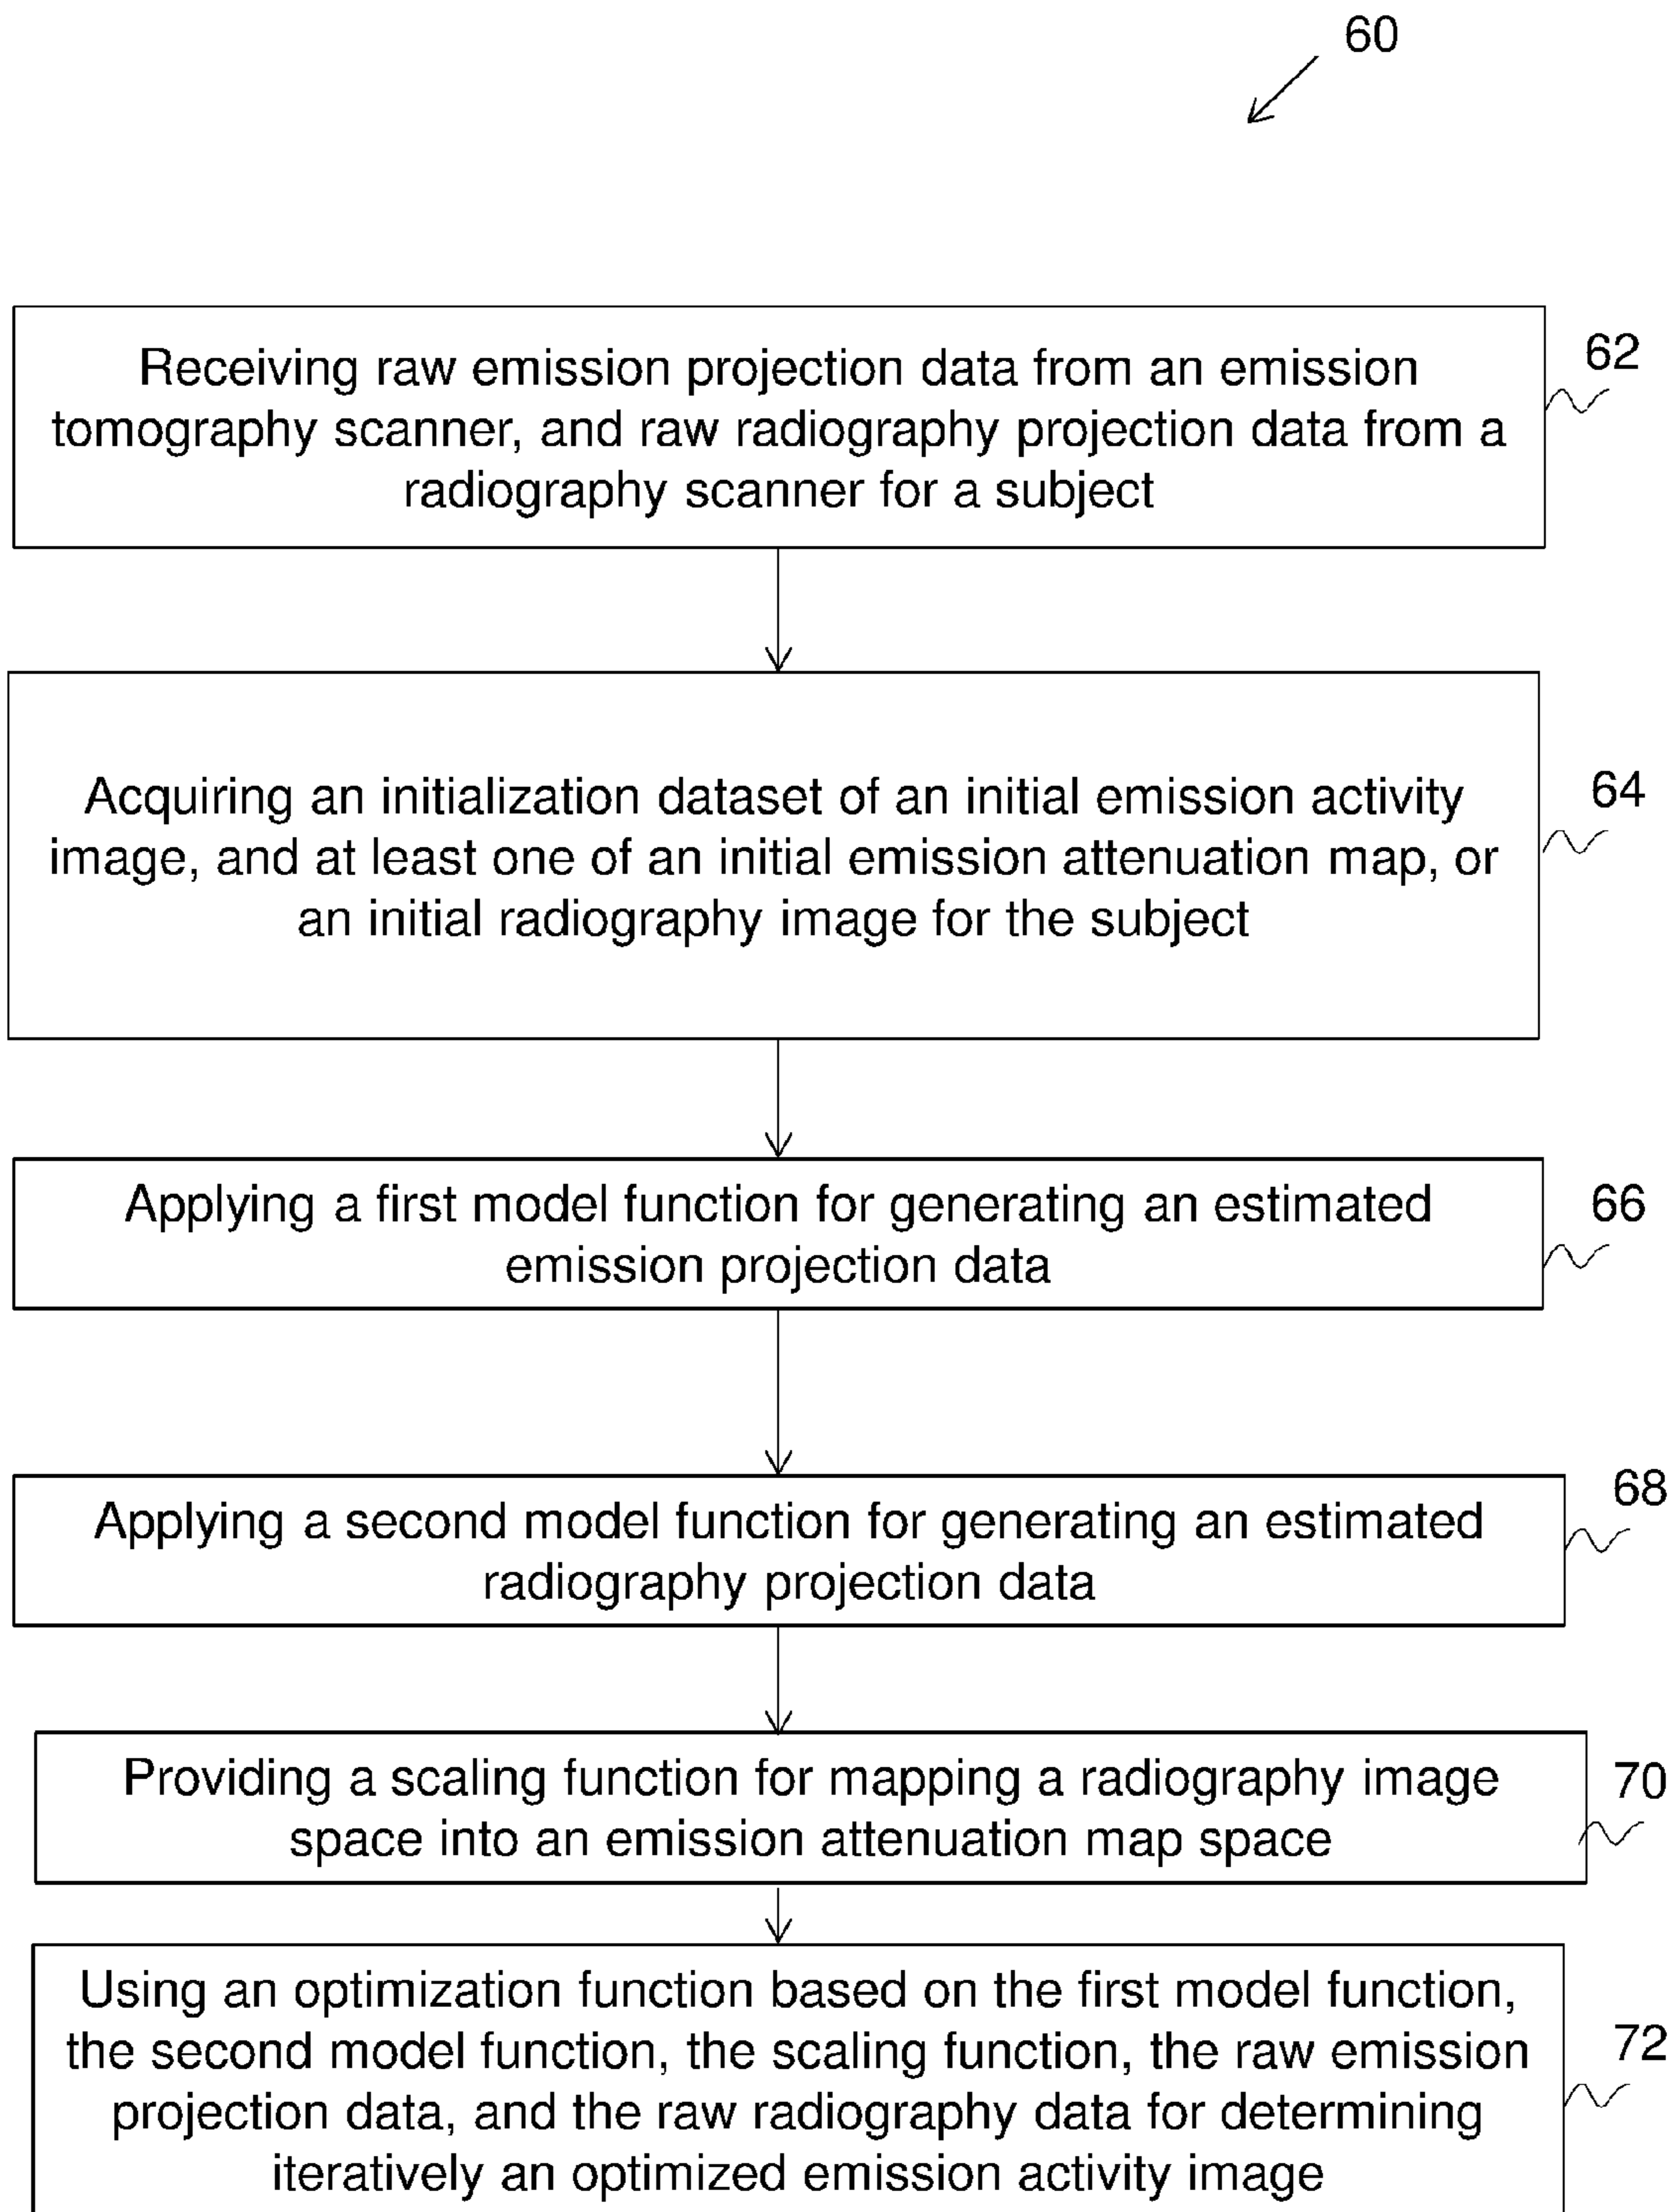 60
Receiving raw emission projection data from an emission
tomography scanner, and raw radiography projection data from a
radiography scanner for a subject
62
Acquiring an initialization dataset of an initial emission activity
image, and at least one of an initial emission attenuation map, or
an initial radiography image for the subject
64
Applying a first model function for generating an estimated
emission projection data
66
Applying a second model function for generating an estimated
radiography projection data
68
Providing a scaling function for mapping a radiography image
space into an emission attenuation map space
70
Using an optimization function based on the first model function,
the second model function, the scaling function, the raw emission
projection data, and the raw radiography data for determining
iteratively an optimized emission activity image
72